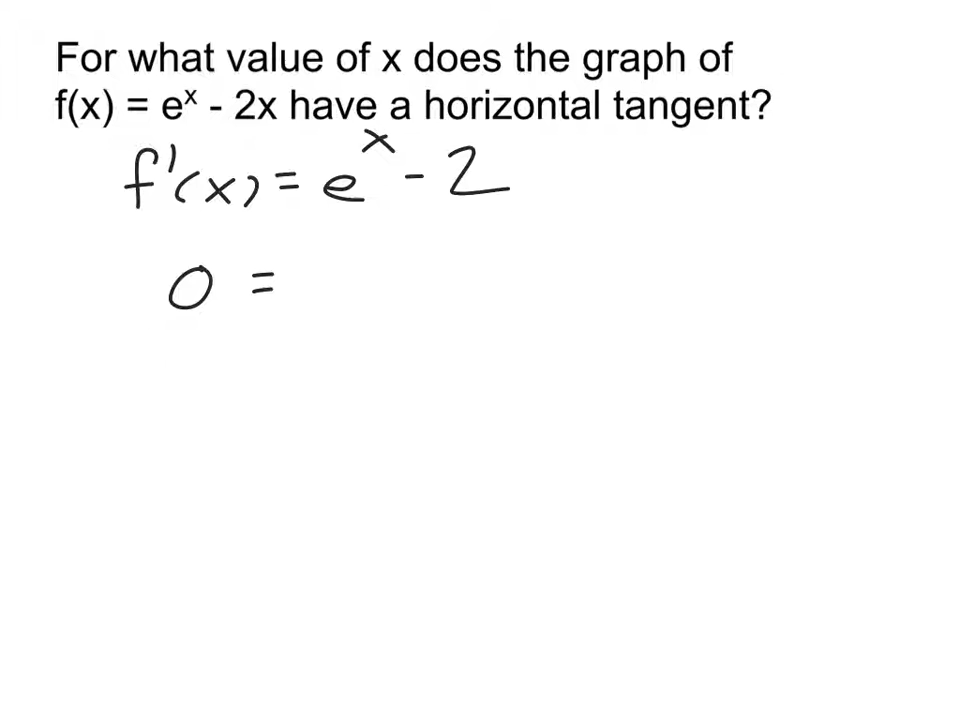 For what value of x does the graph of
f(x) = eˣ - 2x have a horizontal tangent?
f'(x) = eˣ - 2
0 =